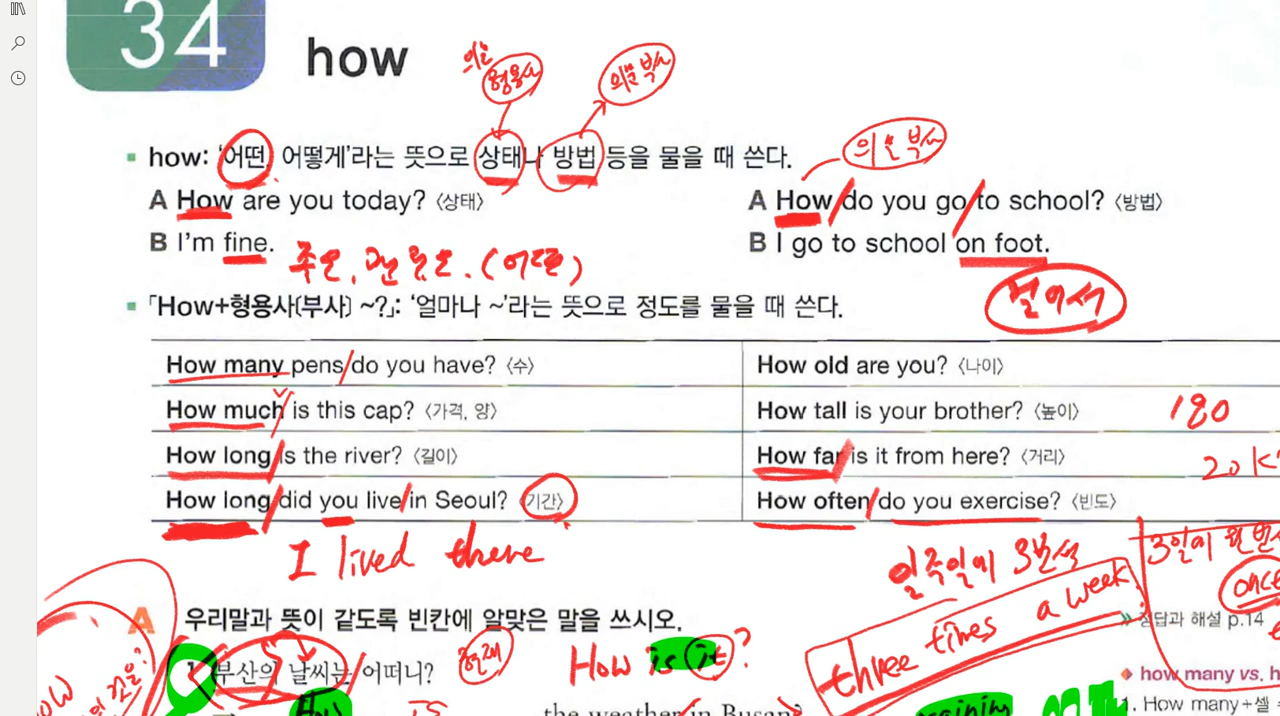 34
how
의문
형용사
의문 부사
how: '어떤, 어떻게'라는 뜻으로 상태나 방법 등을 물을 때 쓴다.
의문 부사
A How are you today? 〈상태〉
B I'm fine.
(어떤)
A How do you go to school? 〈방법〉
B I go to school on foot.
걸어서
「How+형용사[부사] ~?」: '얼마나 ~'라는 뜻으로 정도를 물을 때 쓴다.
How many pens do you have? 〈수〉
How old are you? 〈나이〉
How much is this cap? 〈가격, 양〉
How tall is your brother? 〈높이〉
180
How long is the river? 〈길이〉
How far is it from here? 〈거리〉
20
How long did you live in Seoul? 〈기간〉
How often do you exercise? 〈빈도〉
I lived there
일주일에 3번씩
3일에 한 번
three times a week.
A 우리말과 뜻이 같도록 빈칸에 알맞은 말을 쓰시오.
정답과 해설 p.14
1 부산의 날씨는 어떠니?
현재
How is it?
how many vs. h
1. How many+셀
How
is
the weather in Busan?